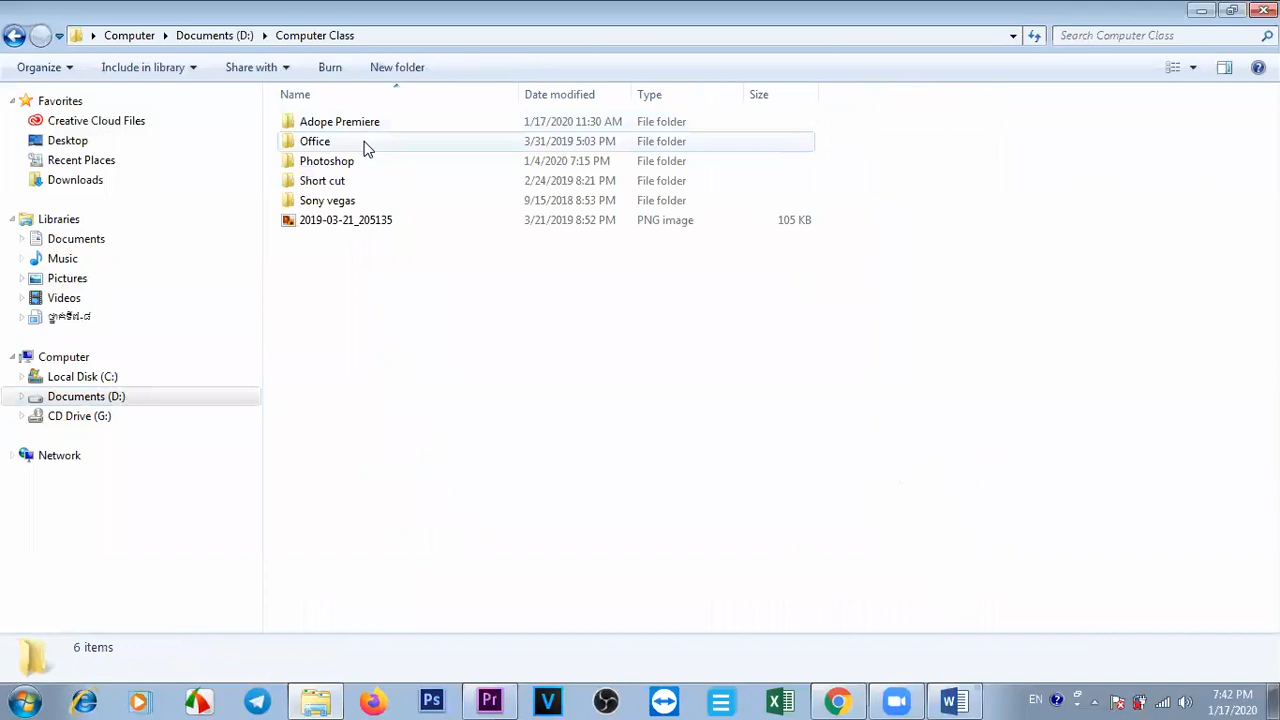 Computer Documents (D:) Computer Class Search Computer Class
Organize Include in library Share with Burn New folder
Name Date modified Type Size
Favorites
Creative Cloud Files
Desktop
Recent Places
Downloads
Libraries
Documents
Music
Pictures
Videos
Computer
Local Disk (C:)
Documents (D:)
CD Drive (G:)
Network
Adope Premiere 1/17/2020 11:30 AM File folder
Office 3/31/2019 5:03 PM File folder
Photoshop 1/4/2020 7:15 PM File folder
Short cut 2/24/2019 8:21 PM File folder
Sony vegas 9/15/2018 8:53 PM File folder
2019-03-21_205135 3/21/2019 8:52 PM PNG image 105 KB
6 items
Ps Pr V EN 7:42 PM
1/17/2020